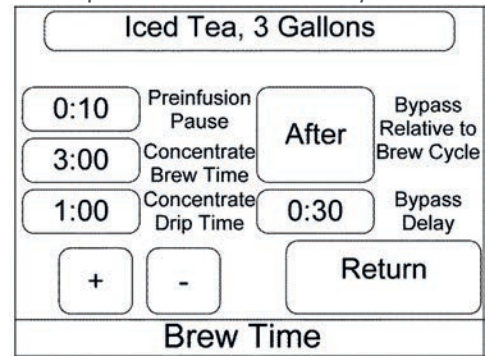 Iced Tea, 3 Gallons
0:10
Preinfusion
Pause
3:00
Concentrate
Brew Time
1:00
Concentrate
Drip Time
After
Bypass
Relative to
Brew Cycle
0:30
Bypass
Delay
+
-
Return
Brew Time